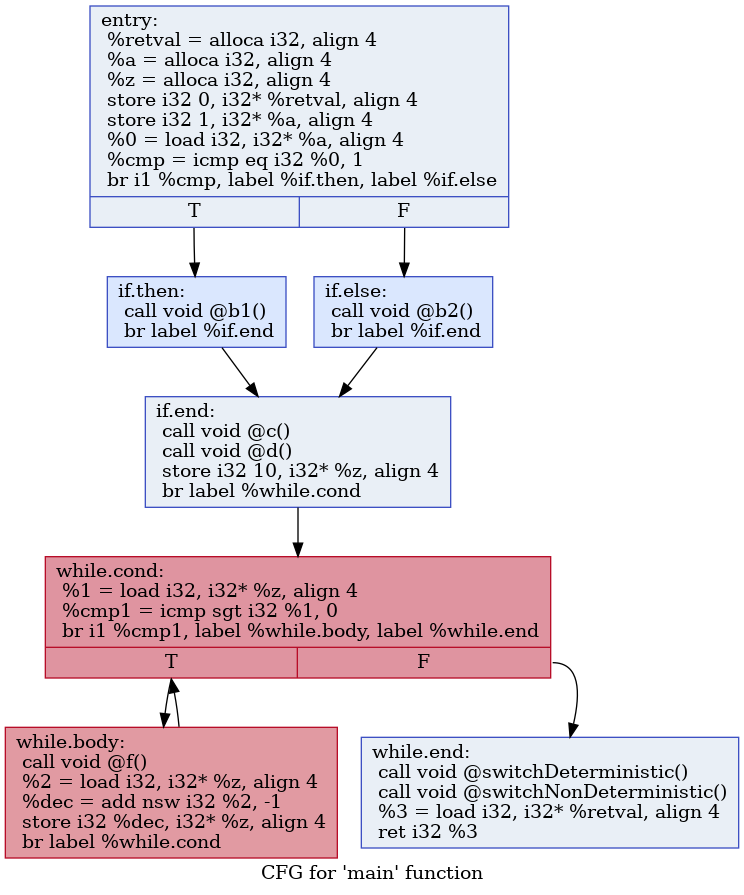 entry:
%retval = alloca i32, align 4
%a = alloca i32, align 4
%z = alloca i32, align 4
store i32 0, i32* %retval, align 4
store i32 1, i32* %a, align 4
%0 = load i32, i32* %a, align 4
%cmp = icmp eq i32 %0, 1
br i1 %cmp, label %if.then, label %if.else
T F
if.then:
call void @b1()
br label %if.end
if.else:
call void @b2()
br label %if.end
if.end:
call void @c()
call void @d()
store i32 10, i32* %z, align 4
br label %while.cond
while.cond:
%1 = load i32, i32* %z, align 4
%cmp1 = icmp sgt i32 %1, 0
br i1 %cmp1, label %while.body, label %while.end
T F
while.body:
call void @f()
%2 = load i32, i32* %z, align 4
%dec = add nsw i32 %2, -1
store i32 %dec, i32* %z, align 4
br label %while.cond
while.end:
call void @switchDeterministic()
call void @switchNonDeterministic()
%3 = load i32, i32* %retval, align 4
ret i32 %3
CFG for 'main' function